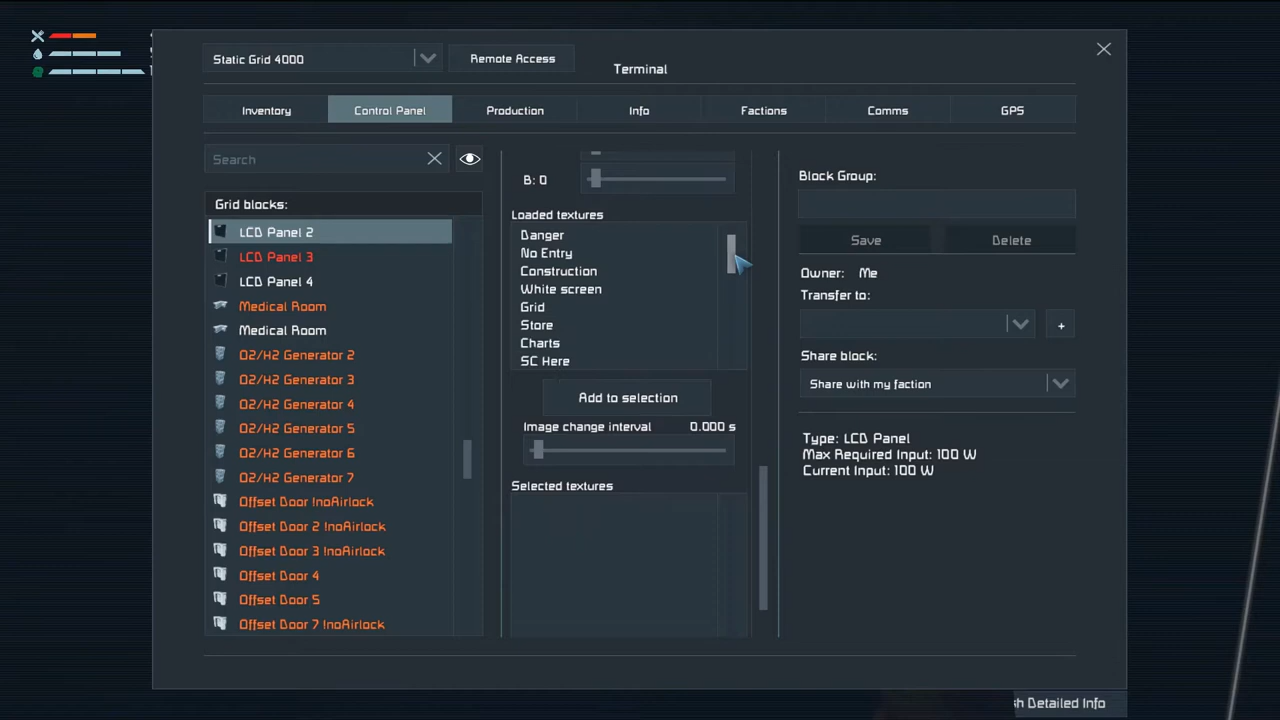 Static Grid 4000
Remote Access
Terminal
Inventory
Control Panel
Production
Info
Factions
Comms
GPS
Search
Grid blocks:
LCD Panel 2
LCD Panel 3
LCD Panel 4
Medical Room
Medical Room
O2/H2 Generator 2
O2/H2 Generator 3
O2/H2 Generator 4
O2/H2 Generator 5
O2/H2 Generator 6
O2/H2 Generator 7
Offset Door !noAirlock
Offset Door 2 !noAirlock
Offset Door 3 !noAirlock
Offset Door 4
Offset Door 5
Offset Door 7 !noAirlock
B: 0
Loaded textures
Danger
No Entry
Construction
White screen
Grid
Store
Charts
SC Here
Add to selection
Image change interval 0.000 s
Selected textures
Block Group:
Save
Delete
Owner: Me
Transfer to:
+
Share block:
Share with my faction
Type: LCD Panel
Max Required Input: 100 W
Current Input: 100 W
h Detailed Info